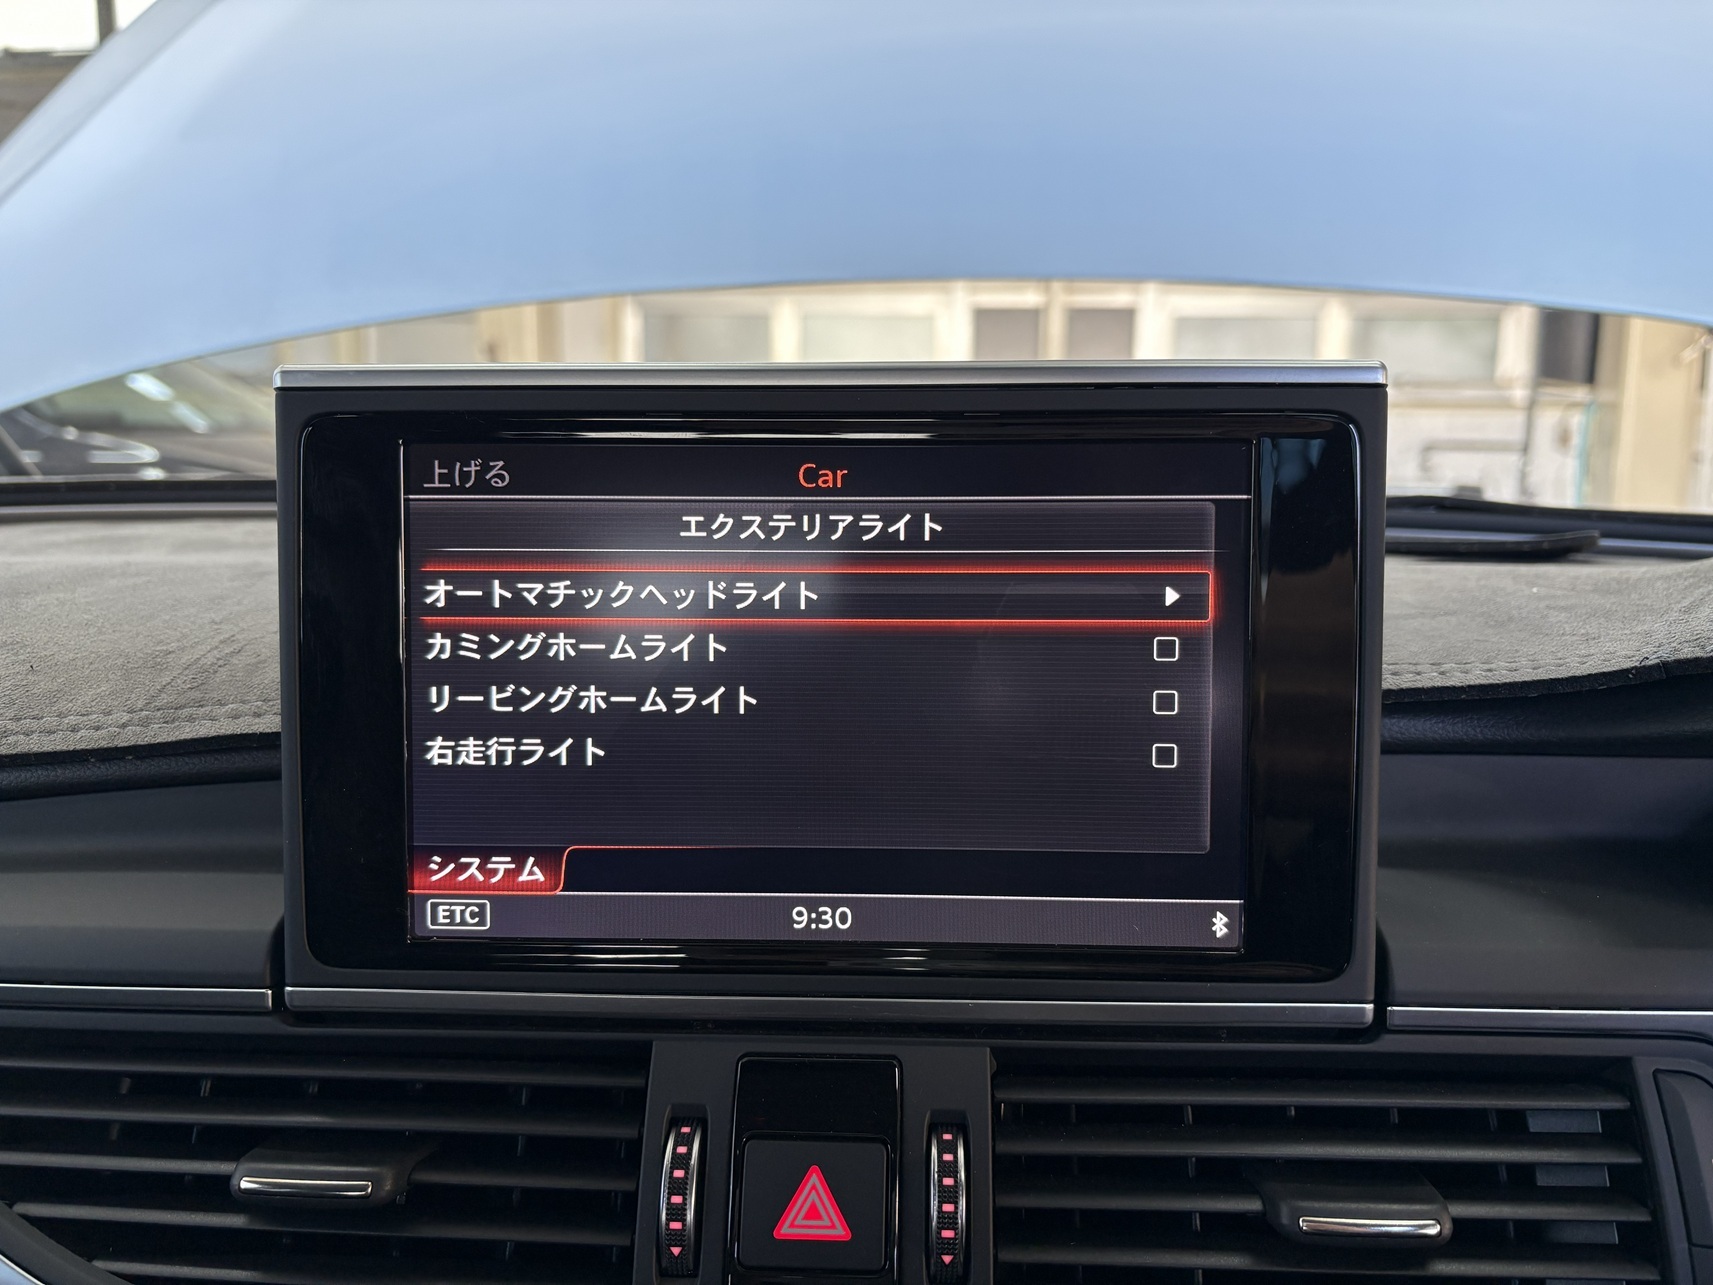 上げる
Car
エクステリアライト
オートマチックヘッドライト
カミングホームライト
リービングホームライト
右走行ライト
システム
ETC
9:30